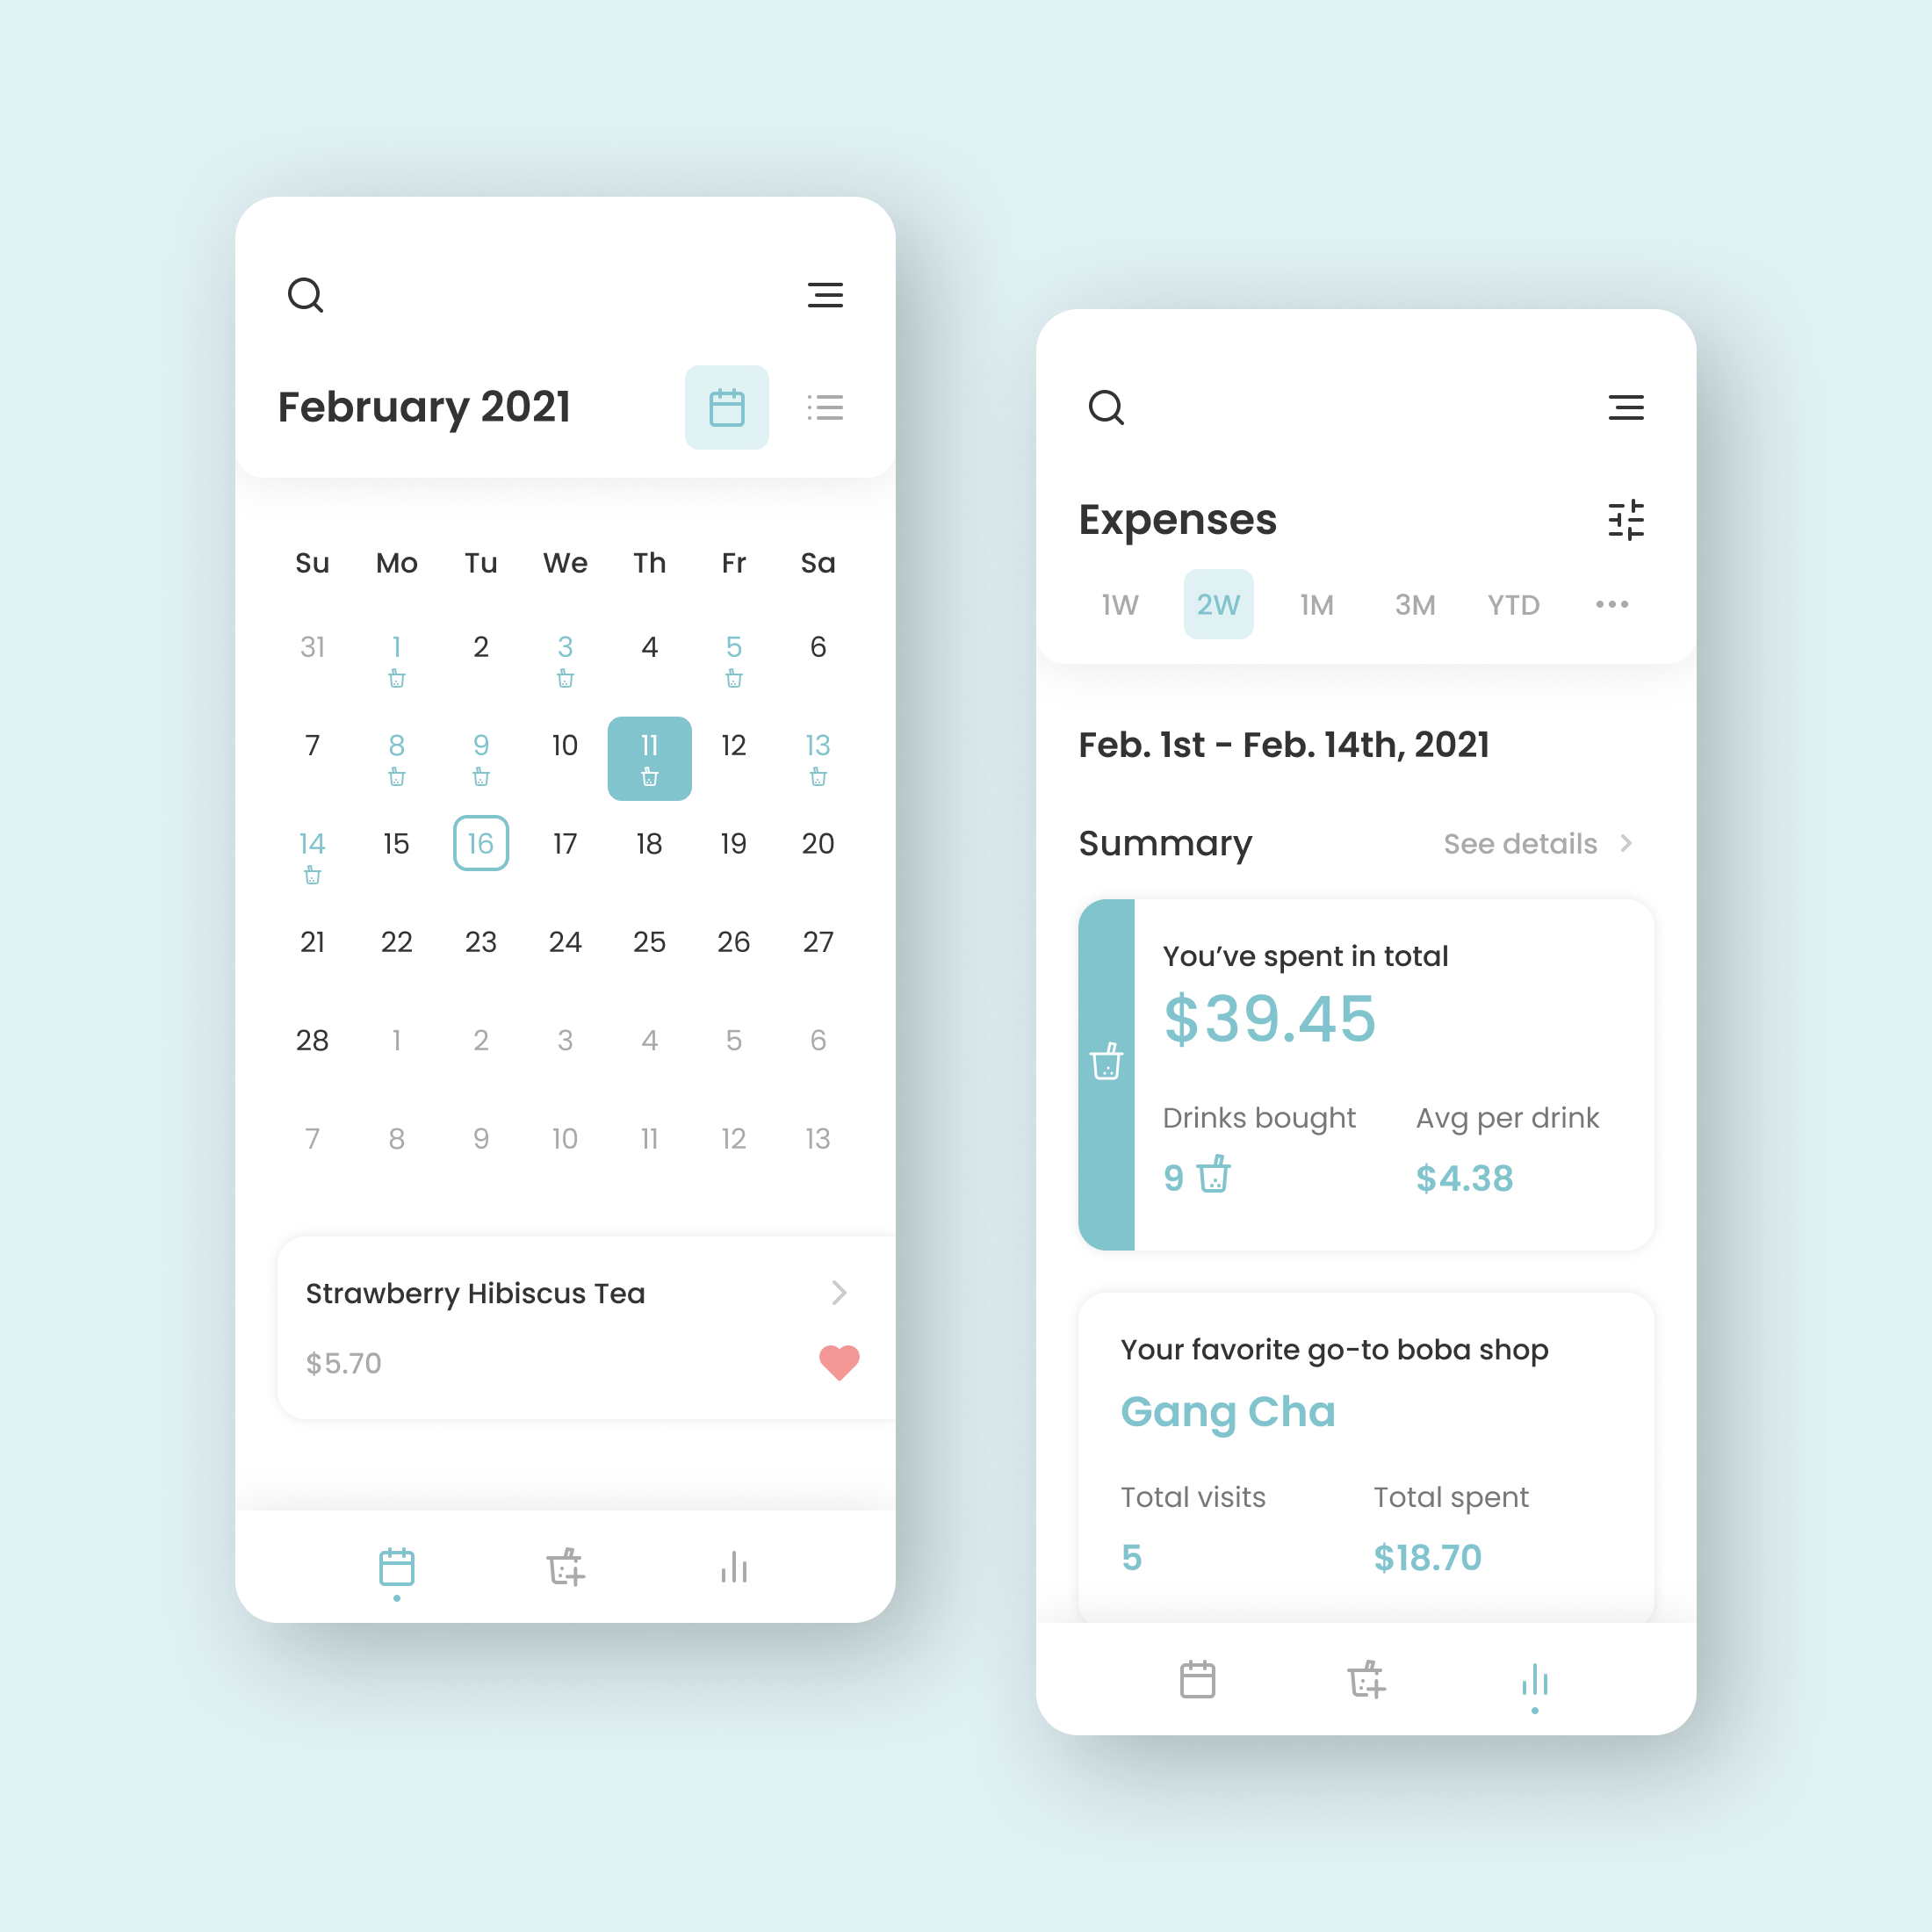 February 2021
Su Mo Tu We Th Fr Sa
31 1 2 3 4 5 6
7 8 9 10 11 12 13
14 15 16 17 18 19 20
21 22 23 24 25 26 27
28 1 2 3 4 5 6
7 8 9 10 11 12 13
Strawberry Hibiscus Tea
$5.70
Expenses
1W 2W 1M 3M YTD
Feb. 1st - Feb. 14th, 2021
Summary See details
You’ve spent in total
$39.45
Drinks bought Avg per drink
9 $4.38
Your favorite go-to boba shop
Gang Cha
Total visits Total spent
5 $18.70